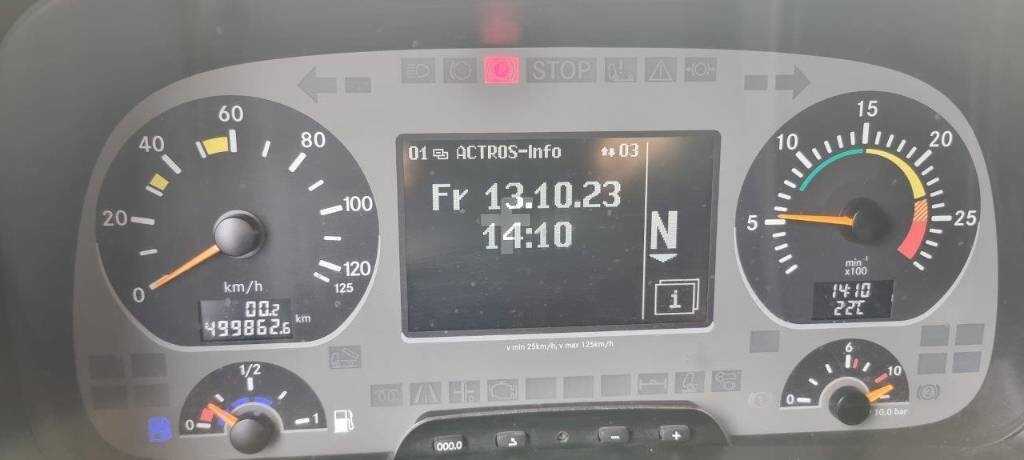 STOP
20
40
60
80
100
120
125
0
km/h
00.2
499862.6 km
01 ACTROS-Info 03
Fr 13.10.23
14:10
N
i
v min 25km/h, v max 125km/h
5
10
15
20
25
min⁻¹
x100
1410
22°C
0
1/2
1
0
6
10
10.0 bar
000.0
-
+